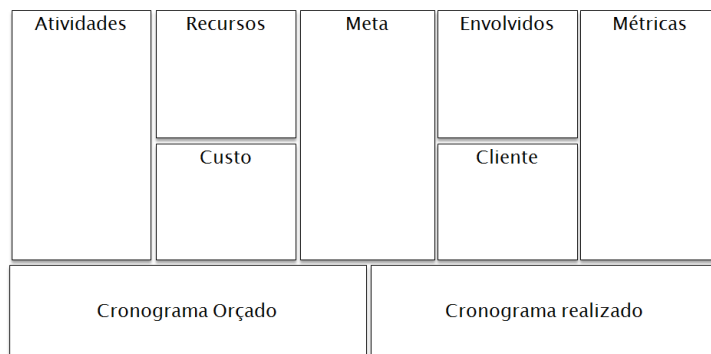 Atividades
Recursos
Meta
Envolvidos
Métricas
Custo
Cliente
Cronograma Orçado
Cronograma realizado